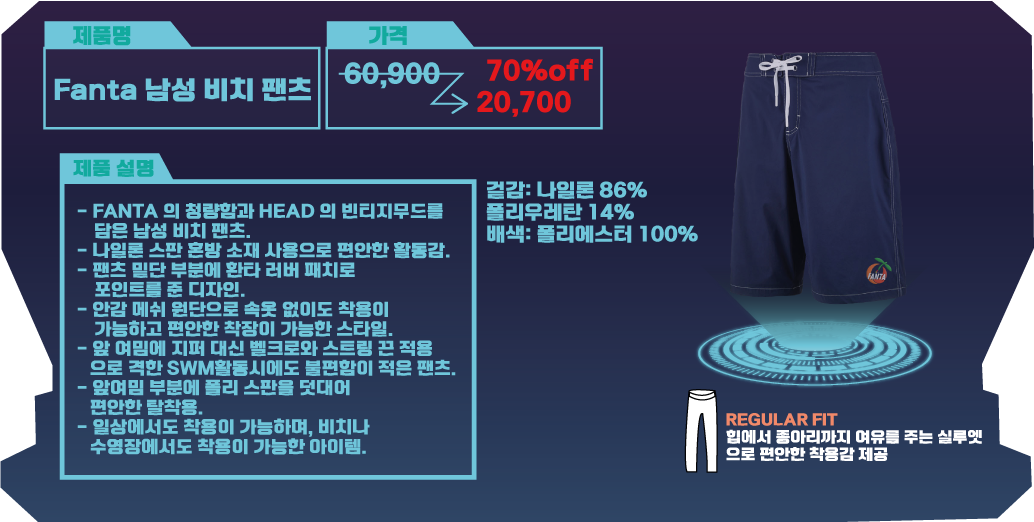 제품명
Fanta 남성 비치 팬츠
가격
60,900
70%off
20,700
제품 설명
- FANTA 의 청량함과 HEAD 의 빈티지무드를
담은 남성 비치 팬츠.
- 나일론 스판 혼방 소재 사용으로 편안한 활동감.
- 팬츠 밑단 부분에 환타 러버 패치로
포인트를 준 디자인.
- 안감 메쉬 원단으로 속옷 없이도 착용이
가능하고 편안한 착장이 가능한 스타일.
- 앞 여밈에 지퍼 대신 벨크로와 스트링 끈 적용
으로 격한 SWM활동시에도 불편함이 적은 팬츠.
- 앞여밈 부분에 폴리 스판을 덧대어
편안한 탈착용.
- 일상에서도 착용이 가능하며, 비치나
수영장에서도 착용이 가능한 아이템.
겉감: 나일론 86%
폴리우레탄 14%
배색: 폴리에스터 100%
FANTA
REGULAR FIT
힙에서 종아리까지 여유를 주는 실루엣
으로 편안한 착용감 제공